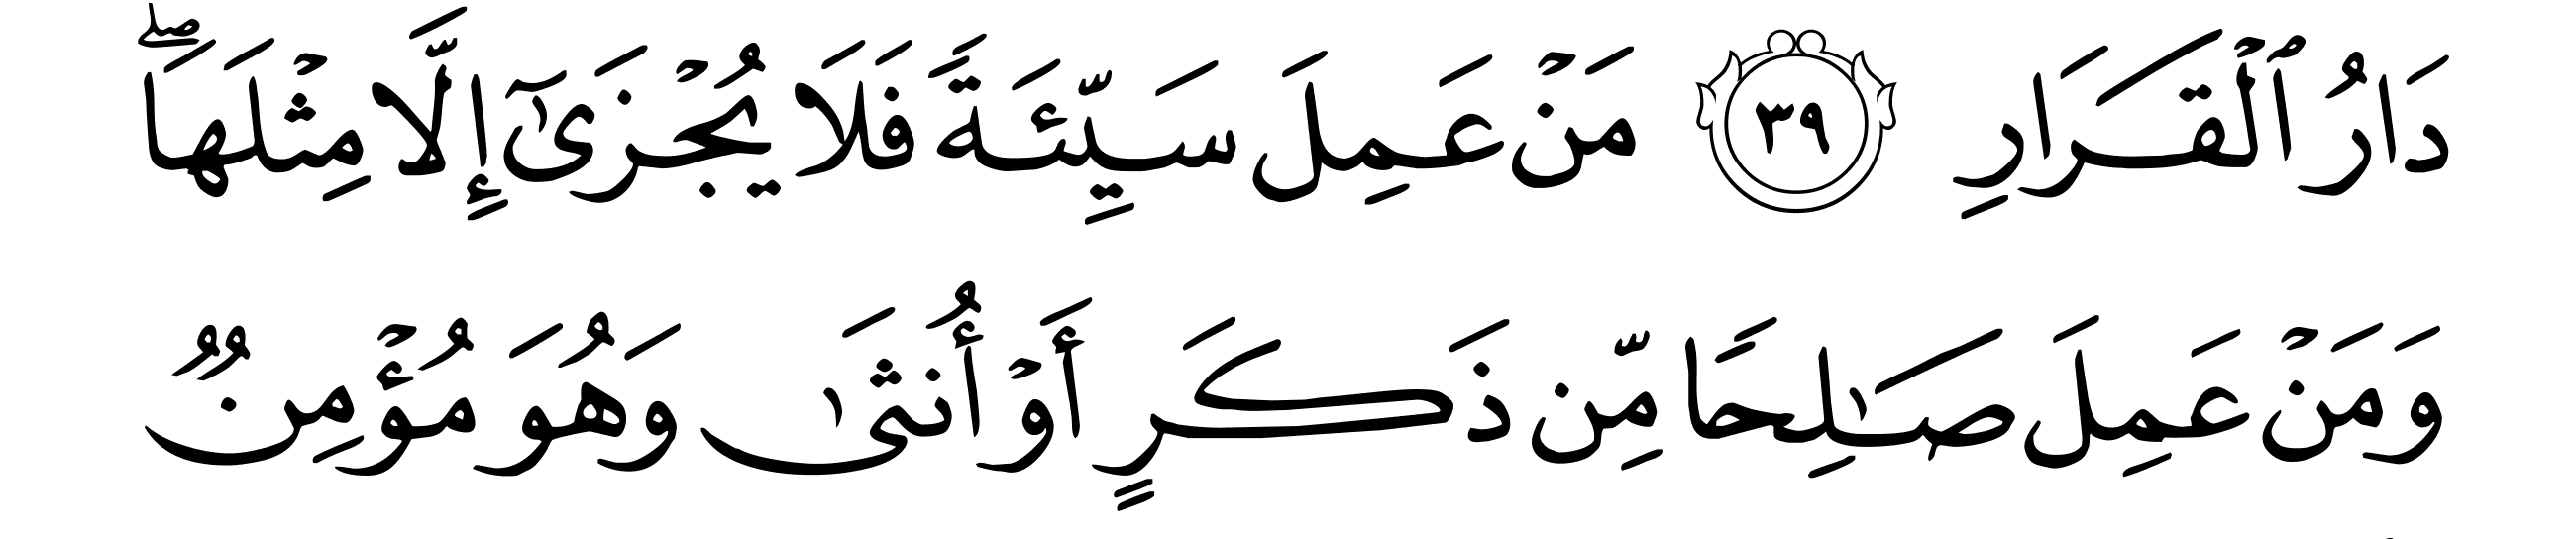 دَارُ ٱلْقَرَارِ ٣٩ مَنْ عَمِلَ سَيِّئَةً فَلَا يُجْزَىٰٓ إِلَّا مِثْلَهَا ۖ
وَمَنْ عَمِلَ صَـٰلِحًا مِّن ذَكَرٍ أَوْ أُنثَىٰ وَهُوَ مُؤْمِنٌ